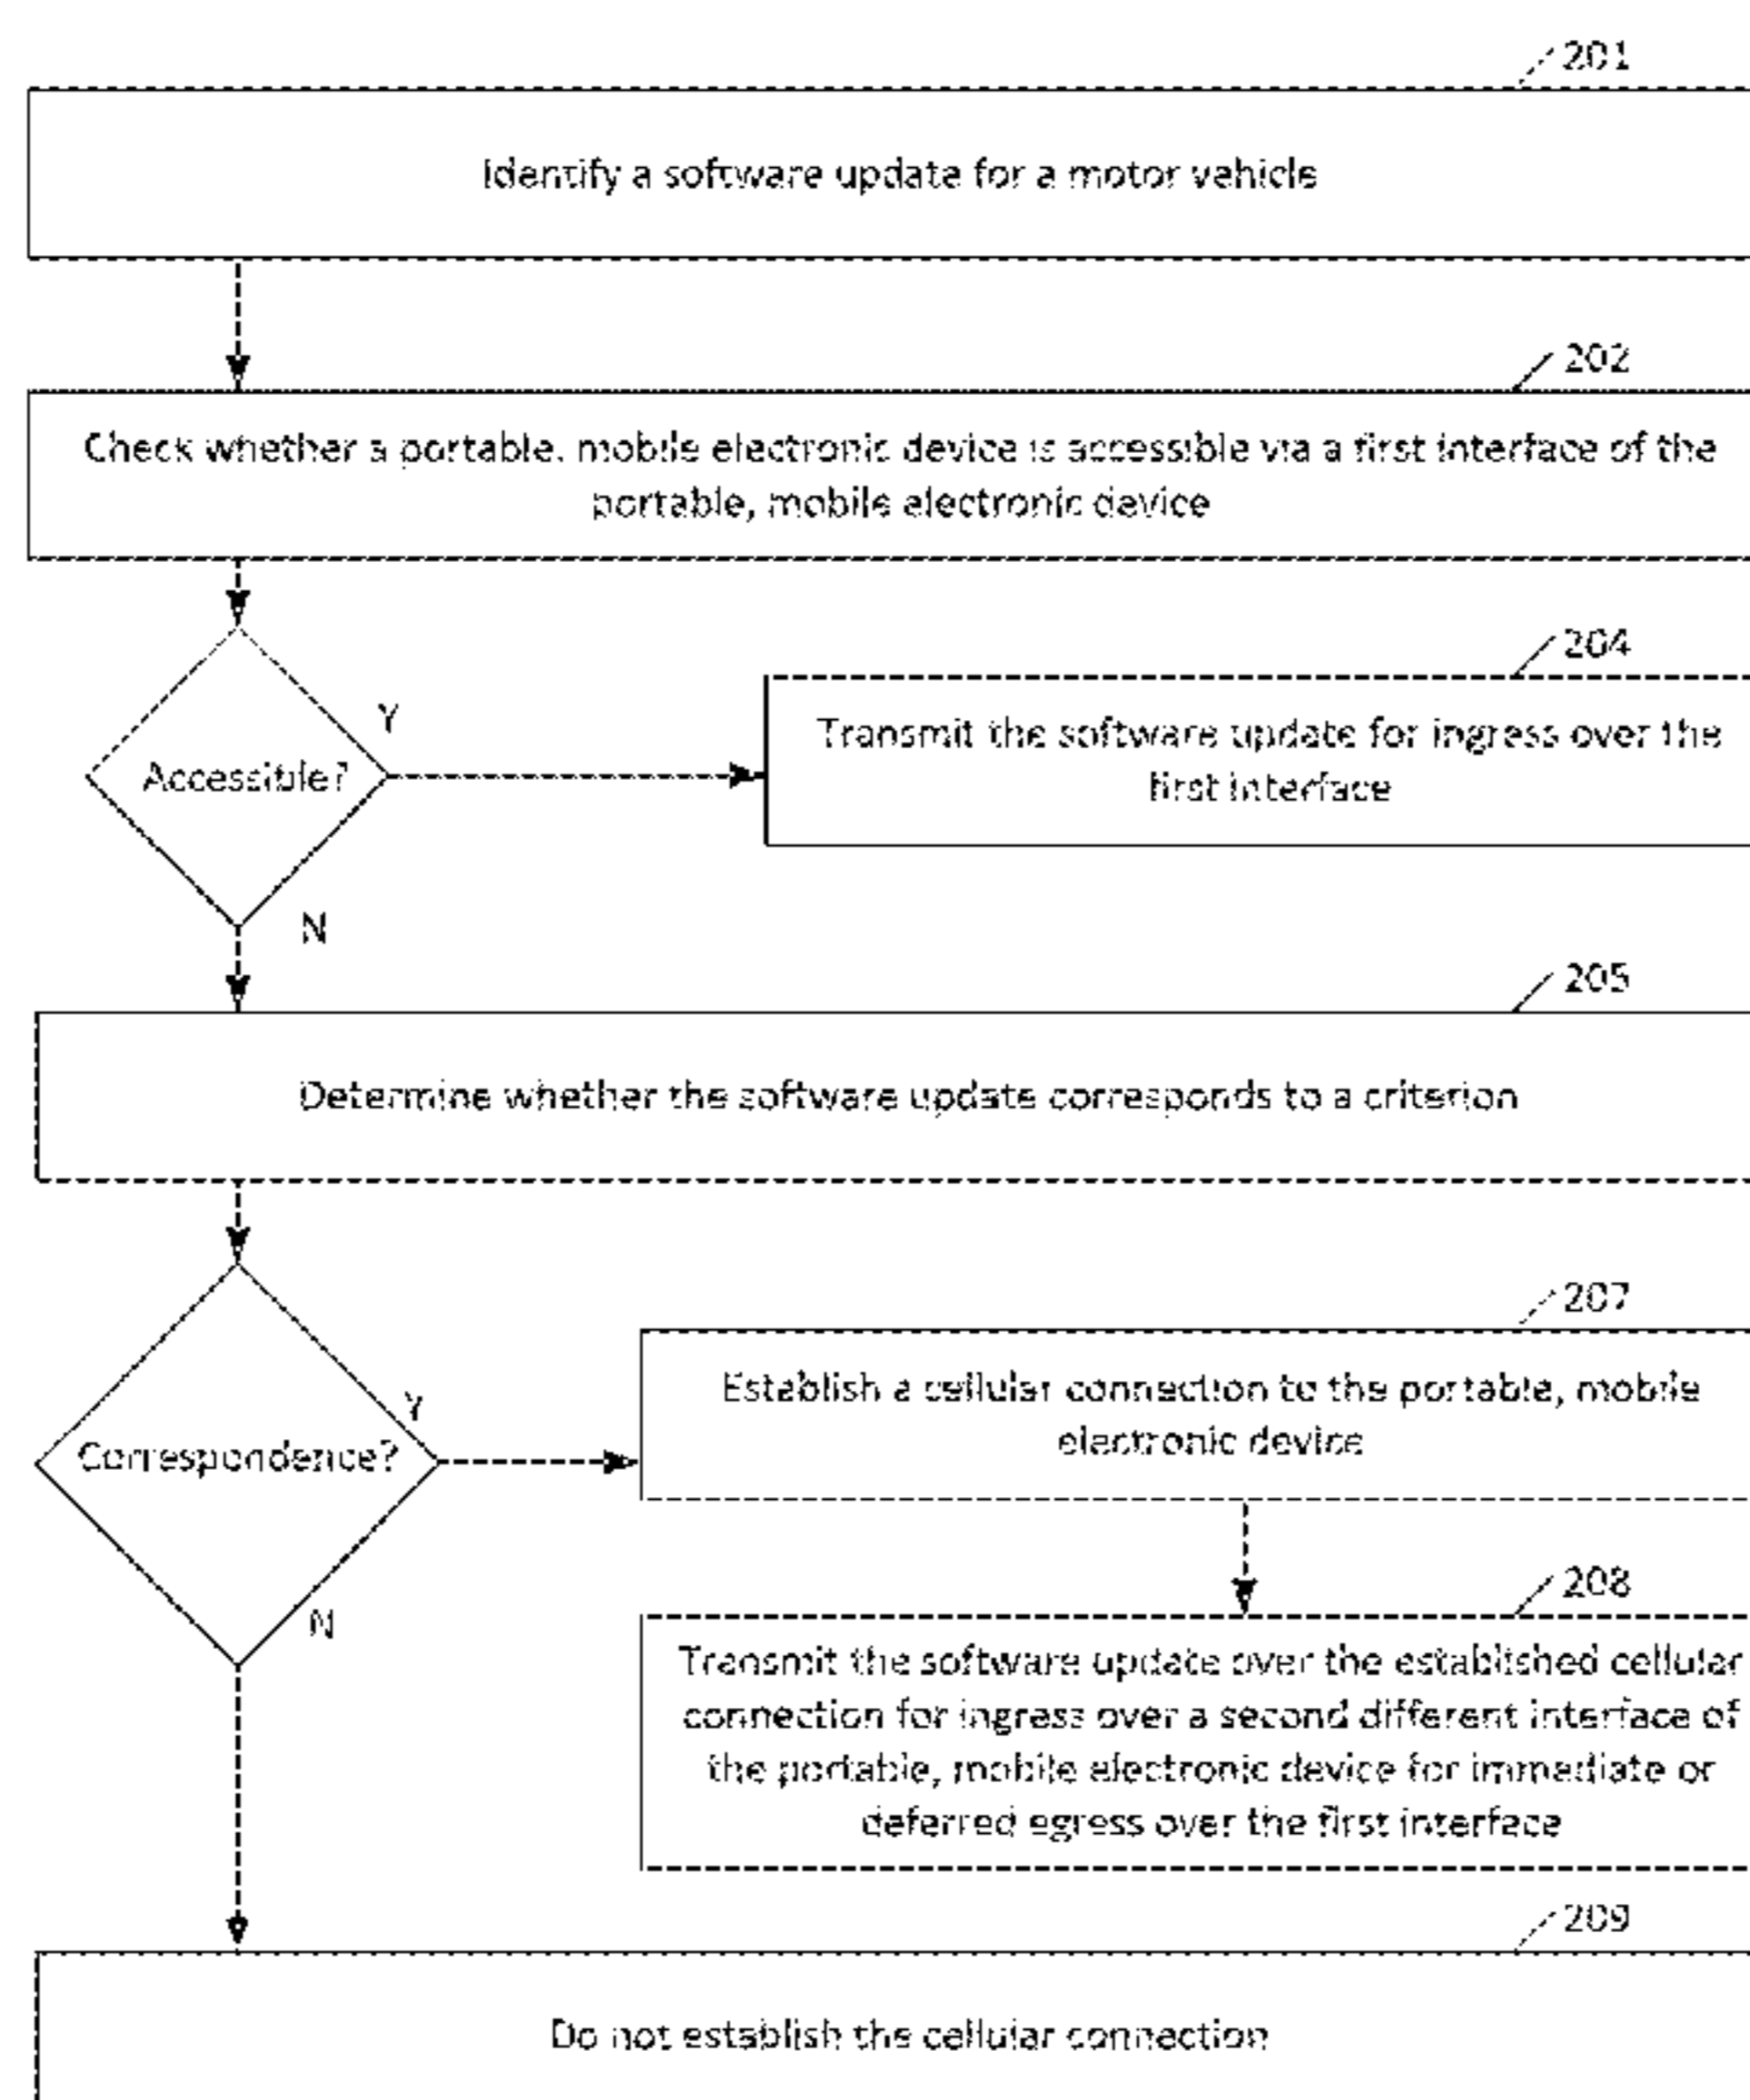 201
Identify a software update for a motor vehicle
202
Check whether a portable, mobile electronic device is accessible via a first interface of the
portable, mobile electronic device
204
Transmit the software update for ingress over the
first interface
Y
Accessible?
N
205
Determine whether the software update corresponds to a criterion
207
Establish a cellular connection to the portable, mobile
electronic device
Y
Correspondence?
N
208
Transmit the software update over the established cellular
connection for ingress over a second different interface of
the portable, mobile electronic device for immediate or
deferred egress over the first interface
209
Do not establish the cellular connection